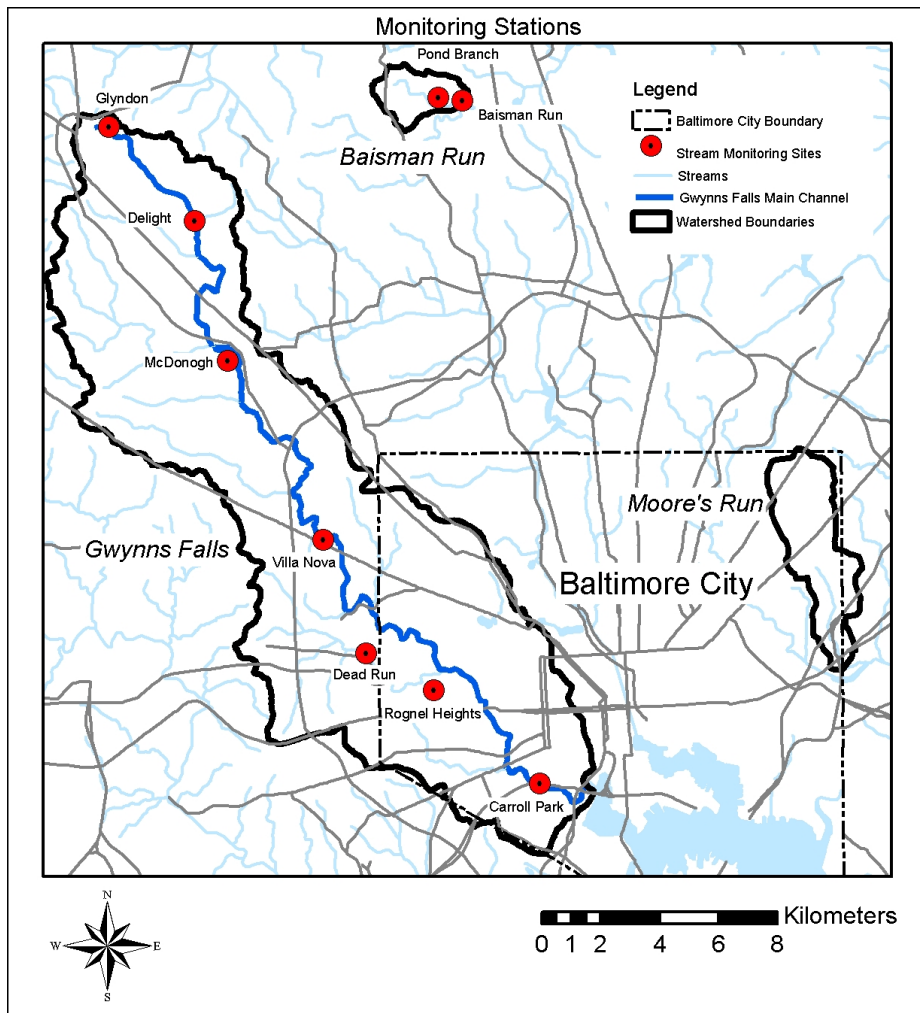 Monitoring Stations
Pond Branch
Glyndon
Baisman Run
Baisman Run
Legend
Baltimore City Boundary
Stream Monitoring Sites
Streams
Gwynns Falls Main Channel
Watershed Boundaries
Delight
McDonogh
Moore's Run
Gwynns Falls
Villa Nova
Baltimore City
Dead Run
Rognel Heights
Carroll Park
N
W E
S
Kilometers
0 1 2 4 6 8